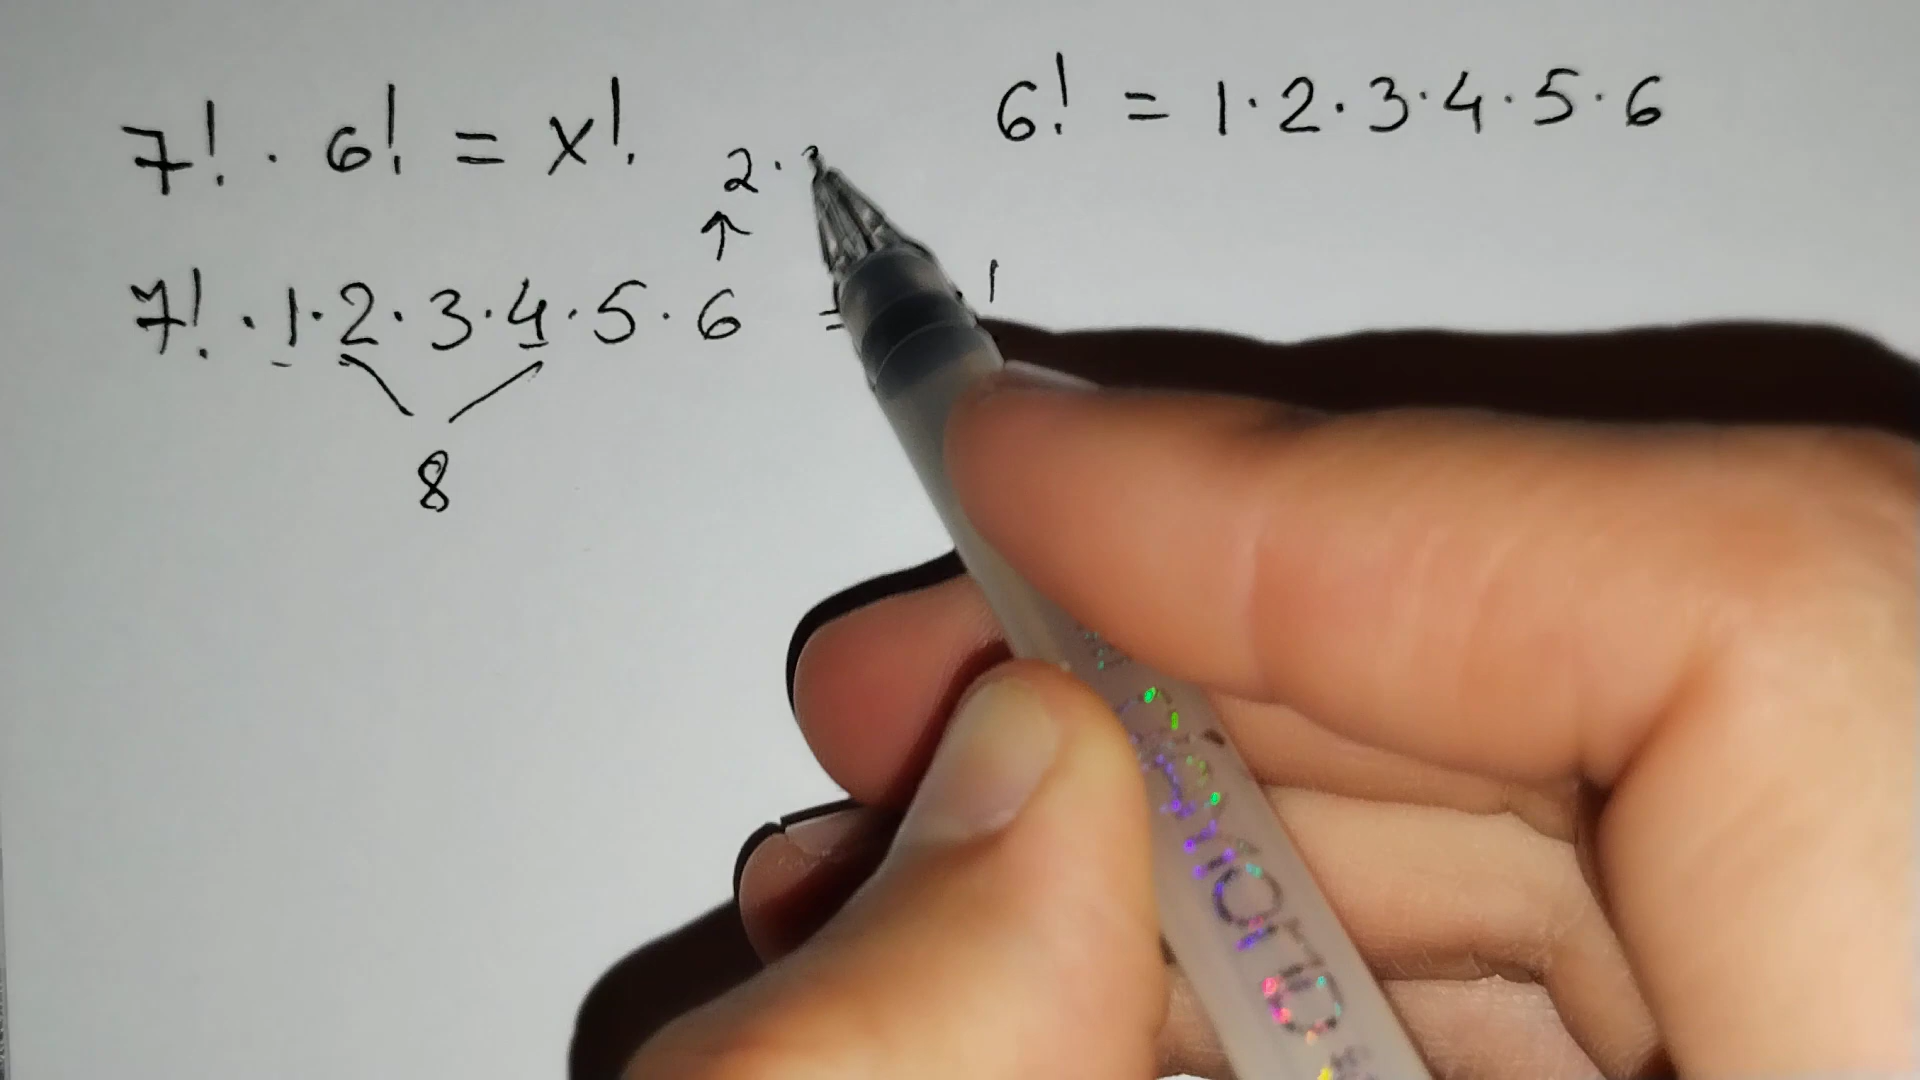 7! · 6! = x!
6! = 1·2·3·4·5·6
2 ·
↑
7! · 1·2·3·4·5·6 =
8